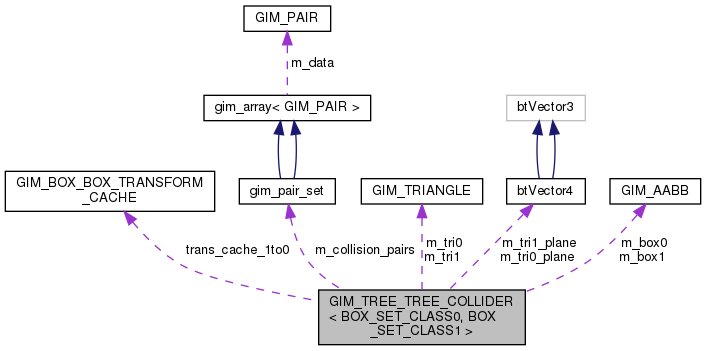 GIM_PAIR
m_data
gim_array< GIM_PAIR >
btVector3
GIM_BOX_BOX_TRANSFORM
_CACHE
gim_pair_set
GIM_TRIANGLE
btVector4
GIM_AABB
trans_cache_1to0
m_collision_pairs
m_tri0
m_tri1
m_tri1_plane
m_tri0_plane
m_box0
m_box1
GIM_TREE_TREE_COLLIDER
< BOX_SET_CLASS0, BOX
_SET_CLASS1 >